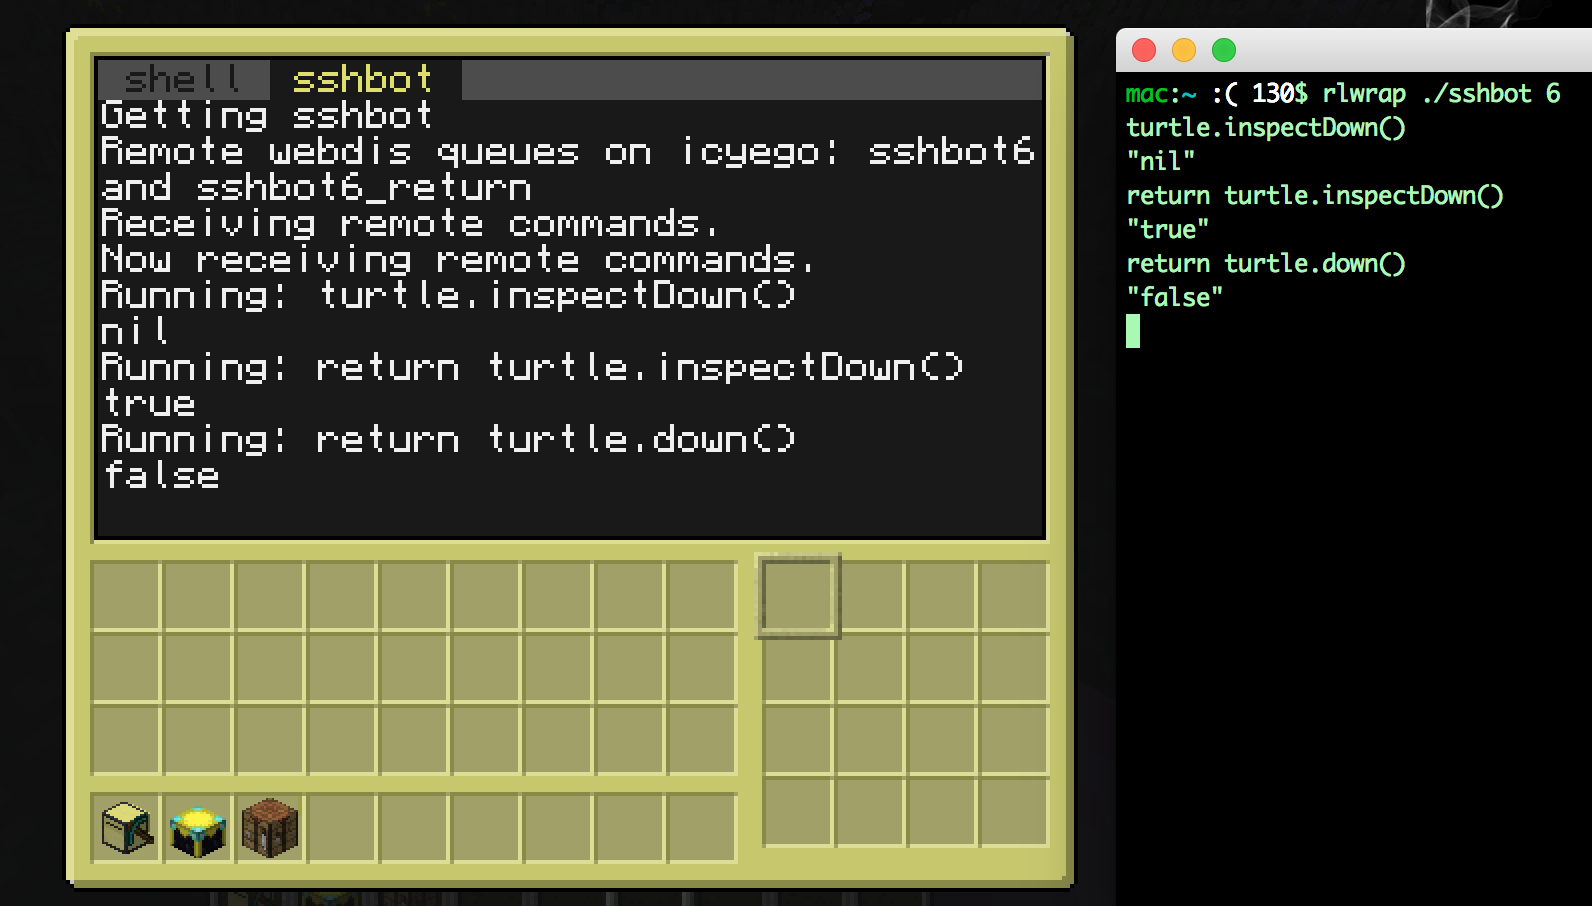 shell sshbot
Getting sshbot
Remote webdis queues on icyego: sshbot6
and sshbot6_return
Receiving remote commands.
Now receiving remote commands.
Running: turtle.inspectDown()
nil
Running: return turtle.inspectDown()
true
Running: return turtle.down()
false
mac:~ :( 130$ rlwrap ./sshbot 6
turtle.inspectDown()
"nil"
return turtle.inspectDown()
"true"
return turtle.down()
"false"